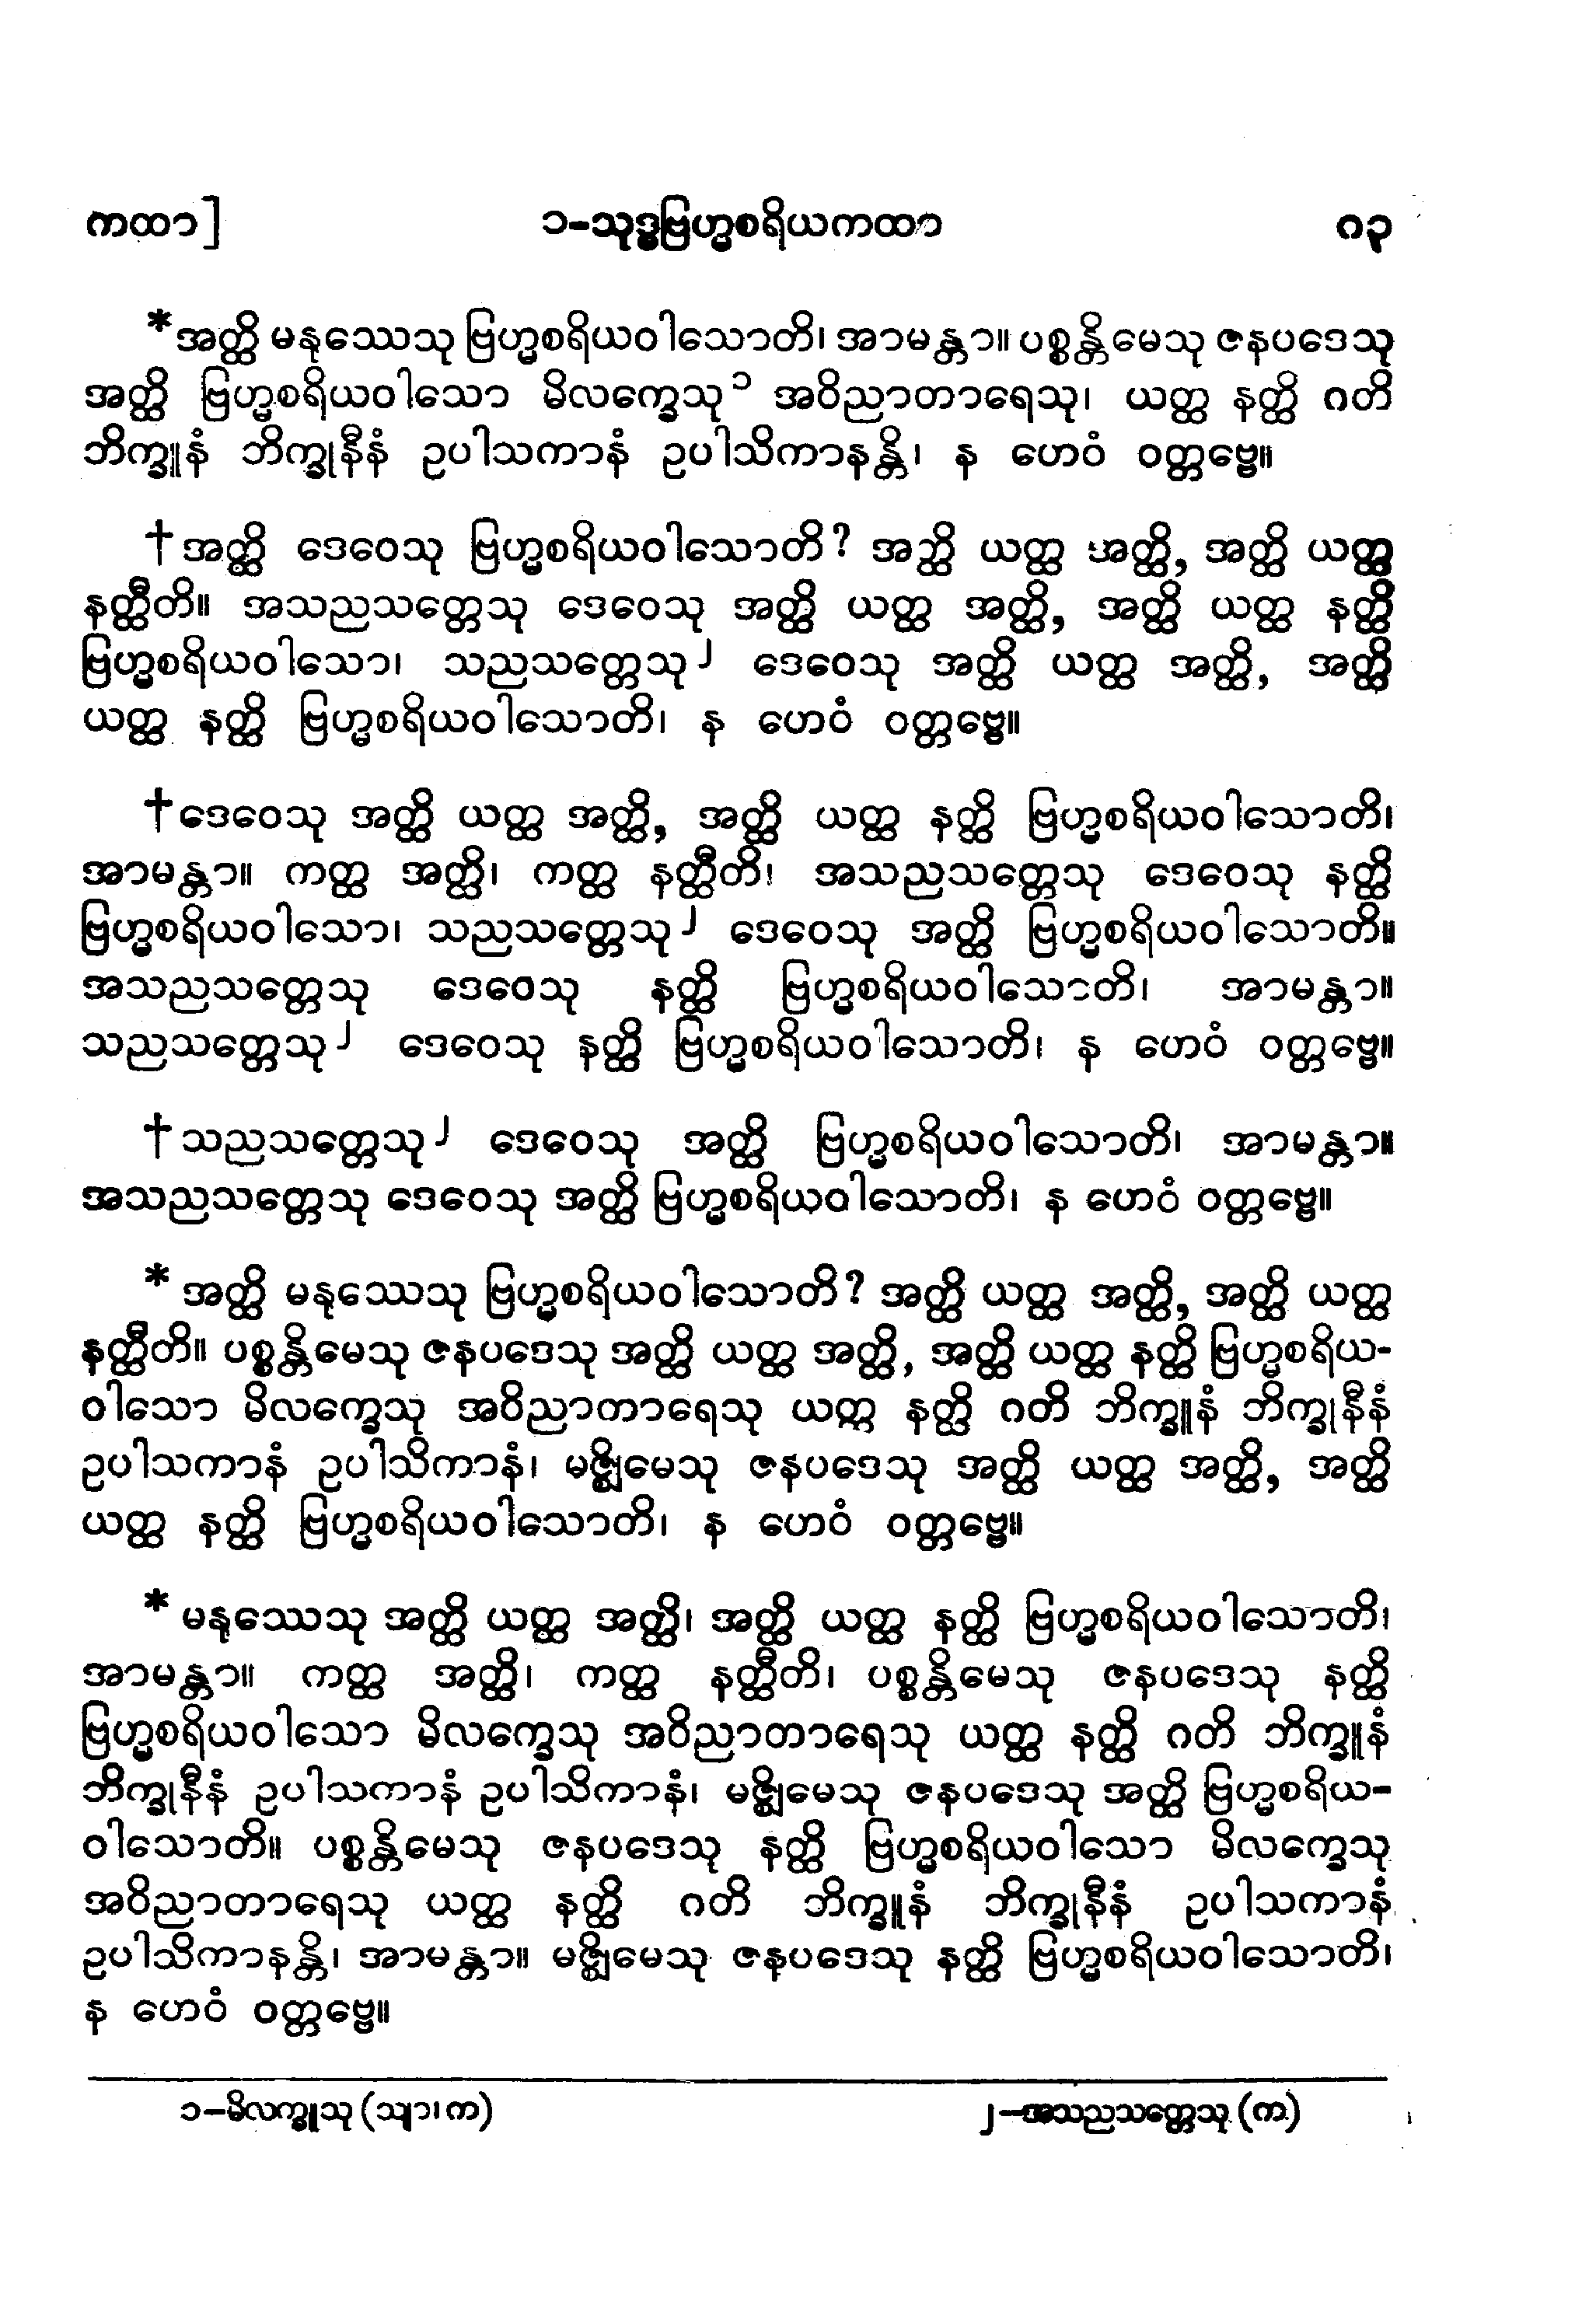 ကထာ] ၁-သုဒ္ဓဗြဟ္မစရိယကထာ ၈၃
*အတ္ထိ မနုဿေသု ဗြဟ္မစရိယဝါသောတိ၊ အာမန္တာ။ ပစ္စန္တိမေသု ဇနပဒေသု
အတ္ထိ ဗြဟ္မစရိယဝါသော မိလက္ခေသု၁ အဝိညာတာရေသု၊ ယတ္ထ နတ္ထိ ဂတိ
ဘိက္ခူနံ ဘိက္ခုနီနံ ဥပါသကာနံ ဥပါသိကာနန္တိ၊ န ဟေဝံ ဝတ္တဗ္ဗေ။
†အတ္ထိ ဒေဝေသု ဗြဟ္မစရိယဝါသောတိ? အတ္ထိ ယတ္ထ အတ္ထိ, အတ္ထိ ယတ္ထ
နတ္ထီတိ။ အသညသတ္တေသု ဒေဝေသု အတ္ထိ ယတ္ထ အတ္ထိ, အတ္ထိ ယတ္ထ နတ္ထိ
ဗြဟ္မစရိယဝါသော၊ သညသတ္တေသု၂ ဒေဝေသု အတ္ထိ ယတ္ထ အတ္ထိ, အတ္ထိ
ယတ္ထ နတ္ထိ ဗြဟ္မစရိယဝါသောတိ၊ န ဟေဝံ ဝတ္တဗ္ဗေ။
†ဒေဝေသု အတ္ထိ ယတ္ထ အတ္ထိ, အတ္ထိ ယတ္ထ နတ္ထိ ဗြဟ္မစရိယဝါသောတိ၊
အာမန္တာ။ ကတ္ထ အတ္ထိ၊ ကတ္ထ နတ္ထီတိ၊ အသညသတ္တေသု ဒေဝေသု နတ္ထိ
ဗြဟ္မစရိယဝါသော၊ သညသတ္တေသု၂ ဒေဝေသု အတ္ထိ ဗြဟ္မစရိယဝါသောတိ။
အသညသတ္တေသု ဒေဝေသု နတ္ထိ ဗြဟ္မစရိယဝါသောတိ၊ အာမန္တာ။
သညသတ္တေသု၂ ဒေဝေသု နတ္ထိ ဗြဟ္မစရိယဝါသောတိ၊ န ဟေဝံ ဝတ္တဗ္ဗေ။
†သညသတ္တေသု၂ ဒေဝေသု အတ္ထိ ဗြဟ္မစရိယဝါသောတိ၊ အာမန္တာ။
အသညသတ္တေသု ဒေဝေသု အတ္ထိ ဗြဟ္မစရိယဝါသောတိ၊ န ဟေဝံ ဝတ္တဗ္ဗေ။
* အတ္ထိ မနုဿေသု ဗြဟ္မစရိယဝါသောတိ? အတ္ထိ ယတ္ထ အတ္ထိ, အတ္ထိ ယတ္ထ
နတ္ထီတိ။ ပစ္စန္တိမေသု ဇနပဒေသု အတ္ထိ ယတ္ထ အတ္ထိ, အတ္ထိ ယတ္ထ နတ္ထိ ဗြဟ္မစရိယ-
ဝါသော မိလက္ခေသု အဝိညာတာရေသု ယတ္ထ နတ္ထိ ဂတိ ဘိက္ခူနံ ဘိက္ခုနီနံ
ဥပါသကာနံ ဥပါသိကာနံ၊ မဇ္ဈိမေသု ဇနပဒေသု အတ္ထိ ယတ္ထ အတ္ထိ, အတ္ထိ
ယတ္ထ နတ္ထိ ဗြဟ္မစရိယဝါသောတိ၊ န ဟေဝံ ဝတ္တဗ္ဗေ။
* မနုဿေသု အတ္ထိ ယတ္ထ အတ္ထိ၊ အတ္ထိ ယတ္ထ နတ္ထိ ဗြဟ္မစရိယဝါသောတိ၊
အာမန္တာ။ ကတ္ထ အတ္ထိ၊ ကတ္ထ နတ္ထီတိ၊ ပစ္စန္တိမေသု ဇနပဒေသု နတ္ထိ
ဗြဟ္မစရိယဝါသော မိလက္ခေသု အဝိညာတာရေသု ယတ္ထ နတ္ထိ ဂတိ ဘိက္ခူနံ
ဘိက္ခုနီနံ ဥပါသကာနံ ဥပါသိကာနံ၊ မဇ္ဈိမေသု ဇနပဒေသု အတ္ထိ ဗြဟ္မစရိယ-
ဝါသောတိ။ ပစ္စန္တိမေသု ဇနပဒေသု နတ္ထိ ဗြဟ္မစရိယဝါသော မိလက္ခေသု
အဝိညာတာရေသု ယတ္ထ နတ္ထိ ဂတိ ဘိက္ခူနံ ဘိက္ခုနီနံ ဥပါသကာနံ
ဥပါသိကာနန္တိ၊ အာမန္တာ။ မဇ္ဈိမေသု ဇနပဒေသု နတ္ထိ ဗြဟ္မစရိယဝါသောတိ၊
န ဟေဝံ ဝတ္တဗ္ဗေ။
၁-မိလက္ခူသု (သျာ၊ က) ၂-အသညသတ္တေသု (က)